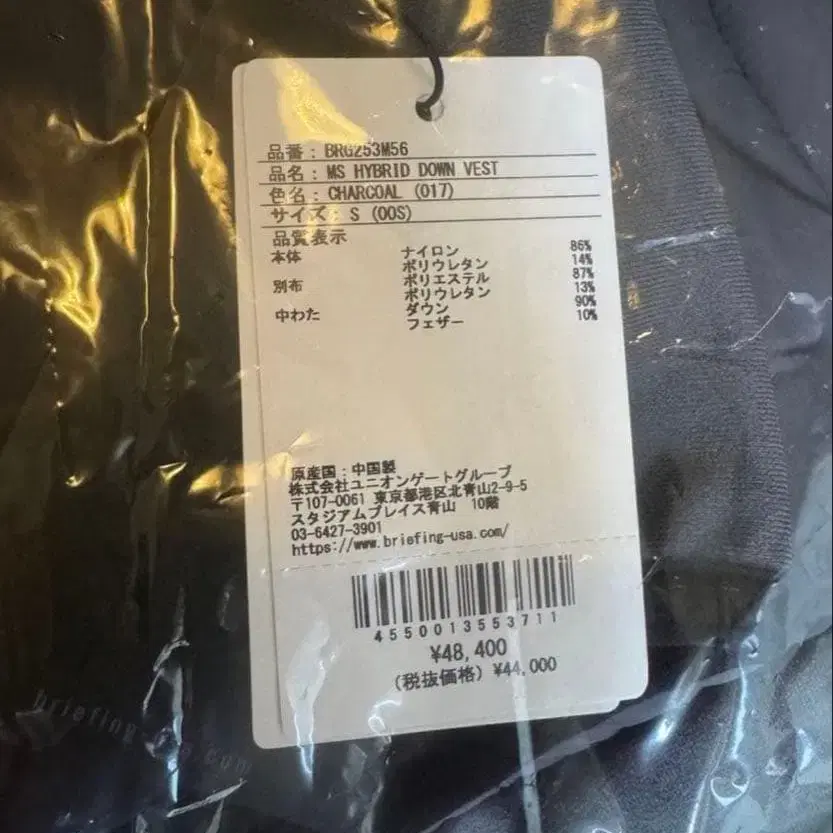 品番：BRG253M56
品名：MS HYBRID DOWN VEST
色名：CHARCOAL (017)
サイズ：S (00S)
品質表示
本体 ナイロン 86%
ポリウレタン 14%
別布 ポリエステル 87%
ポリウレタン 13%
中わた ダウン 90%
フェザー 10%
原産国：中国製
株式会社ユニオンゲートグループ
〒107-0061 東京都港区北青山2-9-5
スタジアムプレイス青山 10階
03-6427-3901
https://www.briefing-usa.com/
4550013553711
¥48,400
(税抜価格) ¥44,000
briefing-usa.com